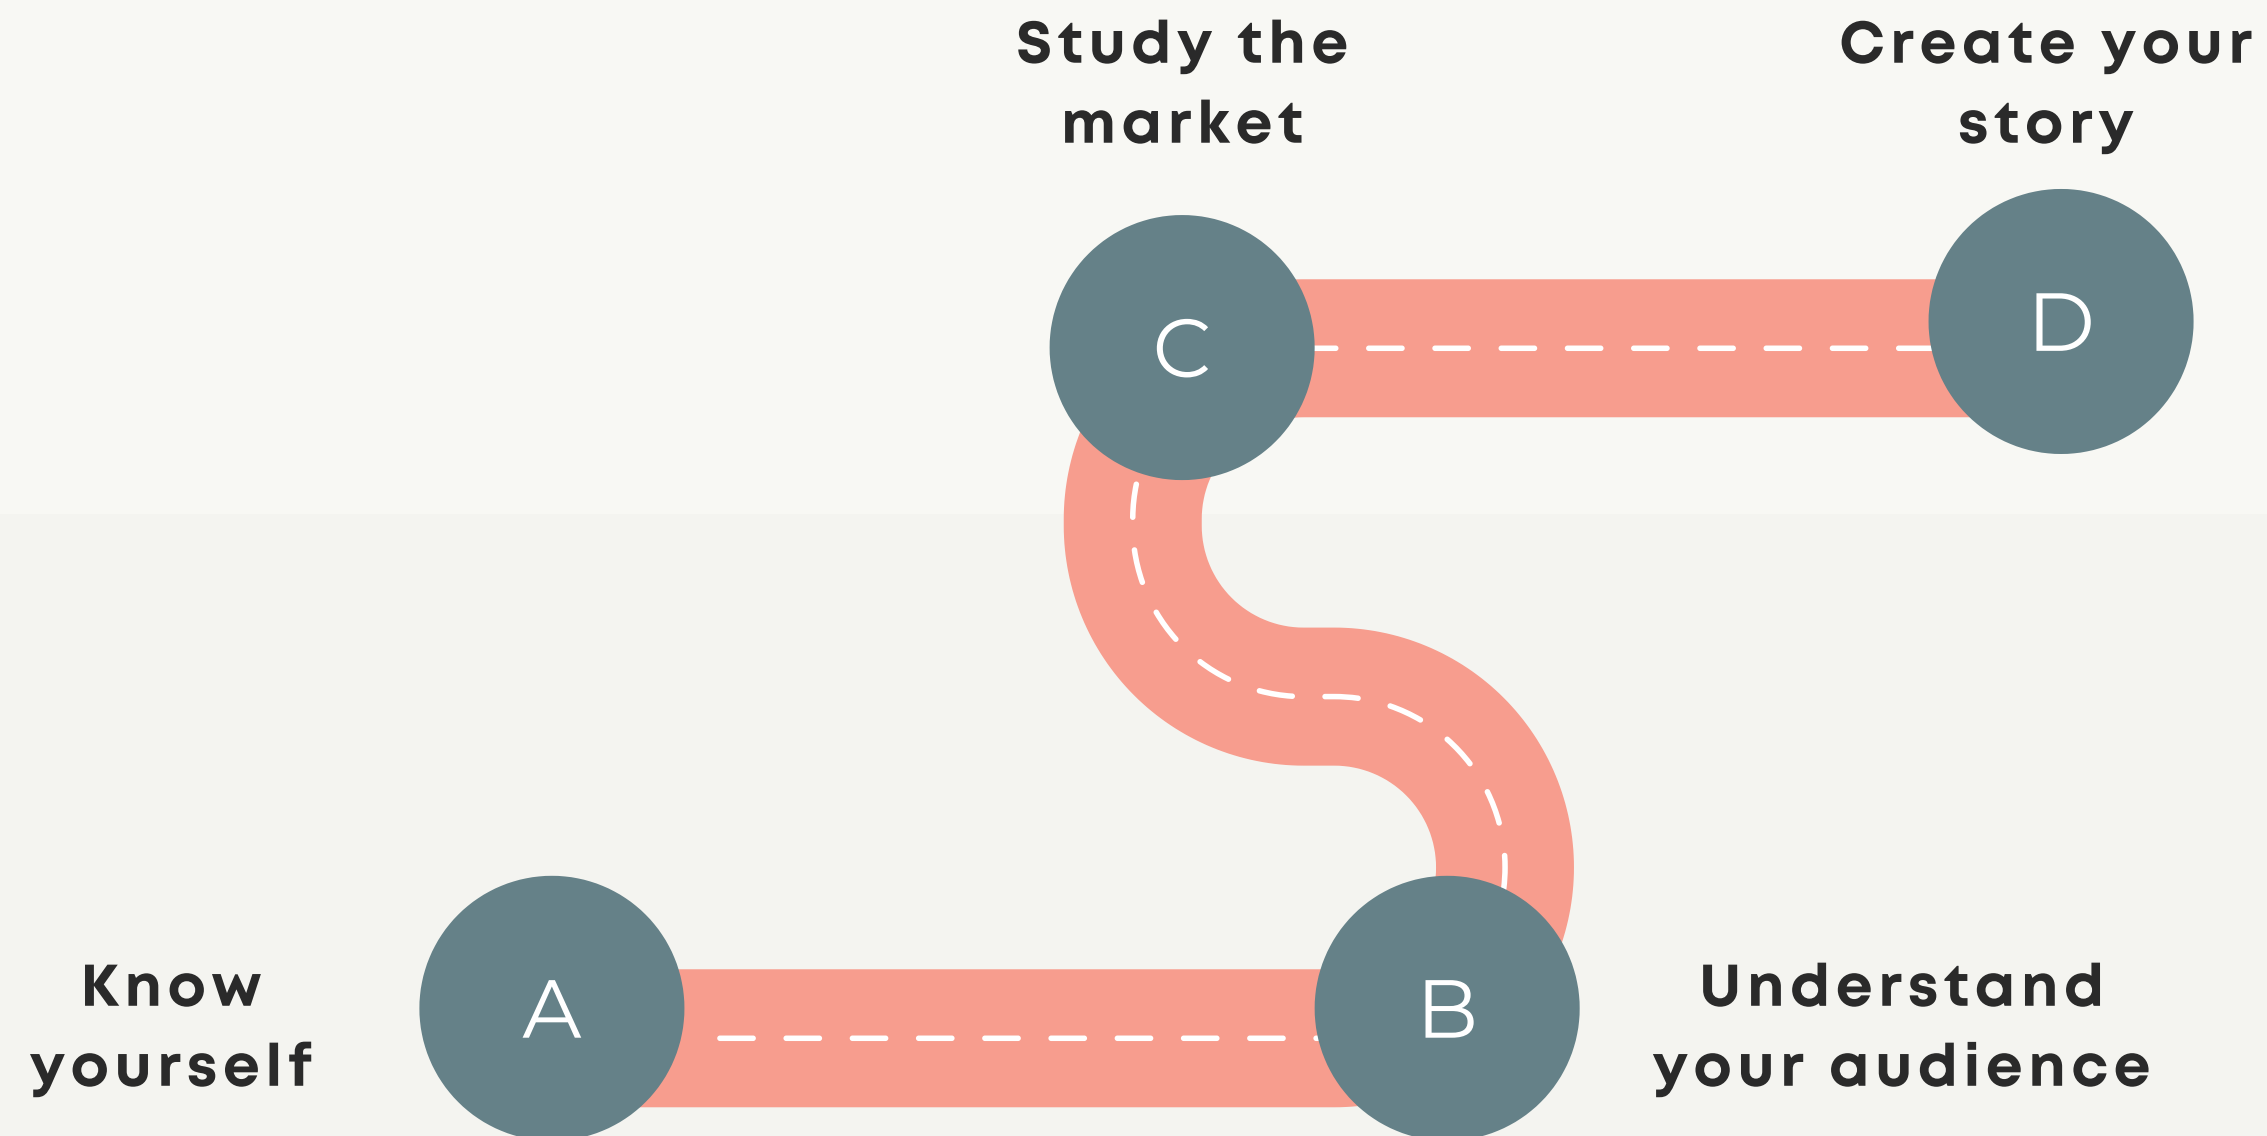 Study the
market
Create your
story
C
D
Know
yourself
A
B
Understand
your audience